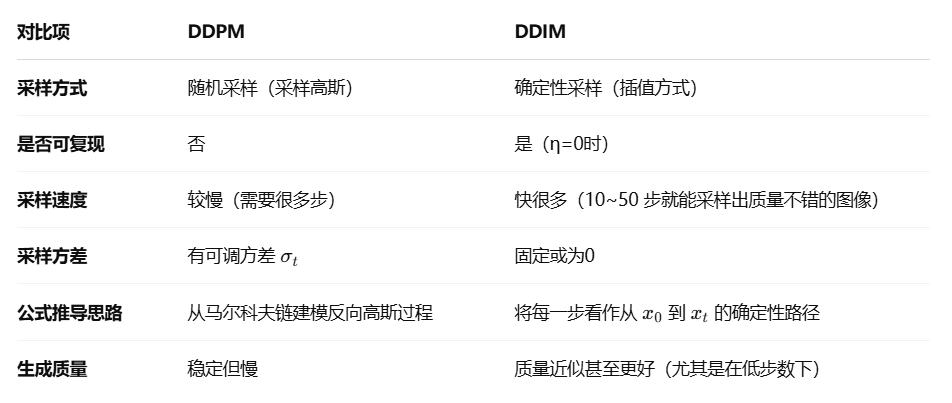 对比项 DDPM DDIM
采样方式 随机采样（采样高斯） 确定性采样（插值方式）
是否可复现 否 是（η=0时）
采样速度 较慢（需要很多步） 快很多（10~50 步就能采样出质量不错的图像）
采样方差 有可调方差 σt 固定或为0
公式推导思路 从马尔科夫链建模反向高斯过程 将每一步看作从 x0 到 xt 的确定性路径
生成质量 稳定但慢 质量近似甚至更好（尤其是在低步数下）